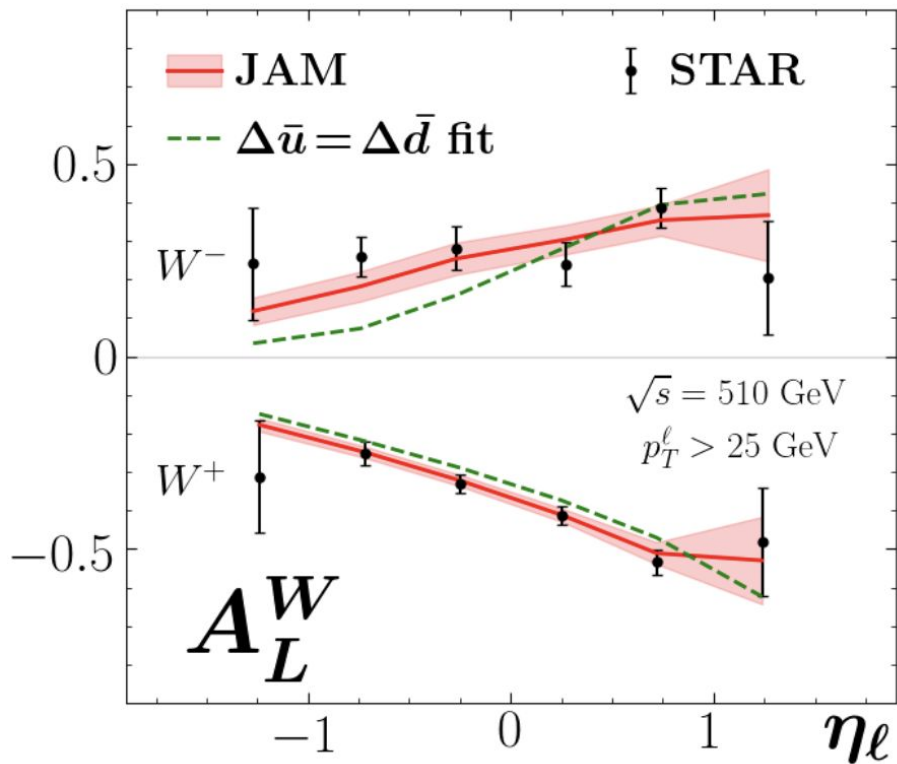 JAM
STAR
Δū = Δd̄ fit
0.5
W⁻
0
√s = 510 GeV
p_T^ℓ > 25 GeV
W⁺
−0.5
A_L^W
−1 0 1 η_ℓ